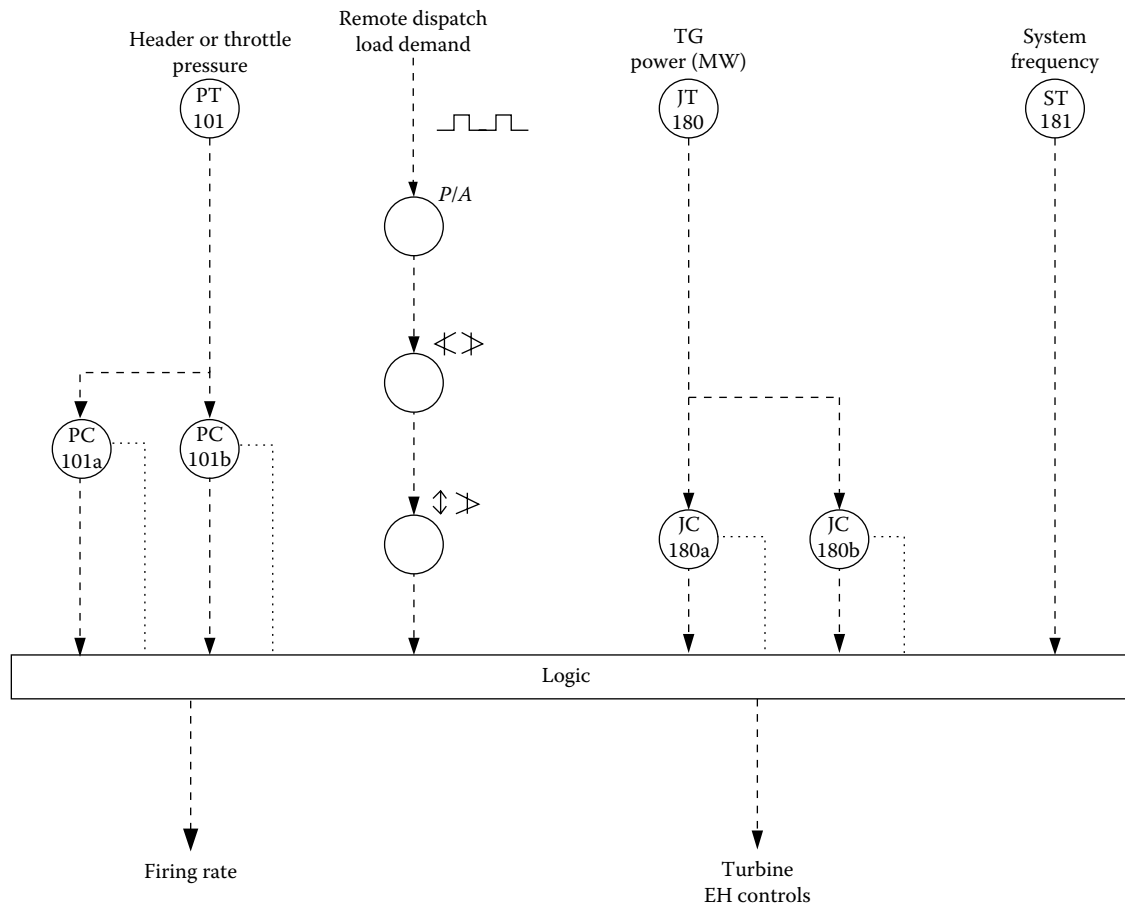 Remote dispatch
load demand
Header or throttle
pressure
TG
power (MW)
System
frequency
PT
101
JT
180
ST
181
P/A
PC
101a
PC
101b
JC
180a
JC
180b
Logic
Firing rate
Turbine
EH controls